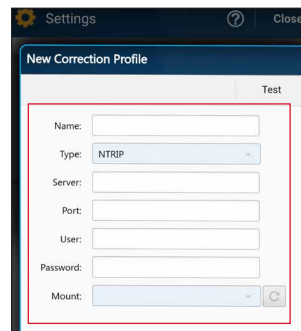 Settings
Close
New Correction Profile
Test
Name:
Type: NTRIP
Server:
Port:
User:
Password:
Mount: